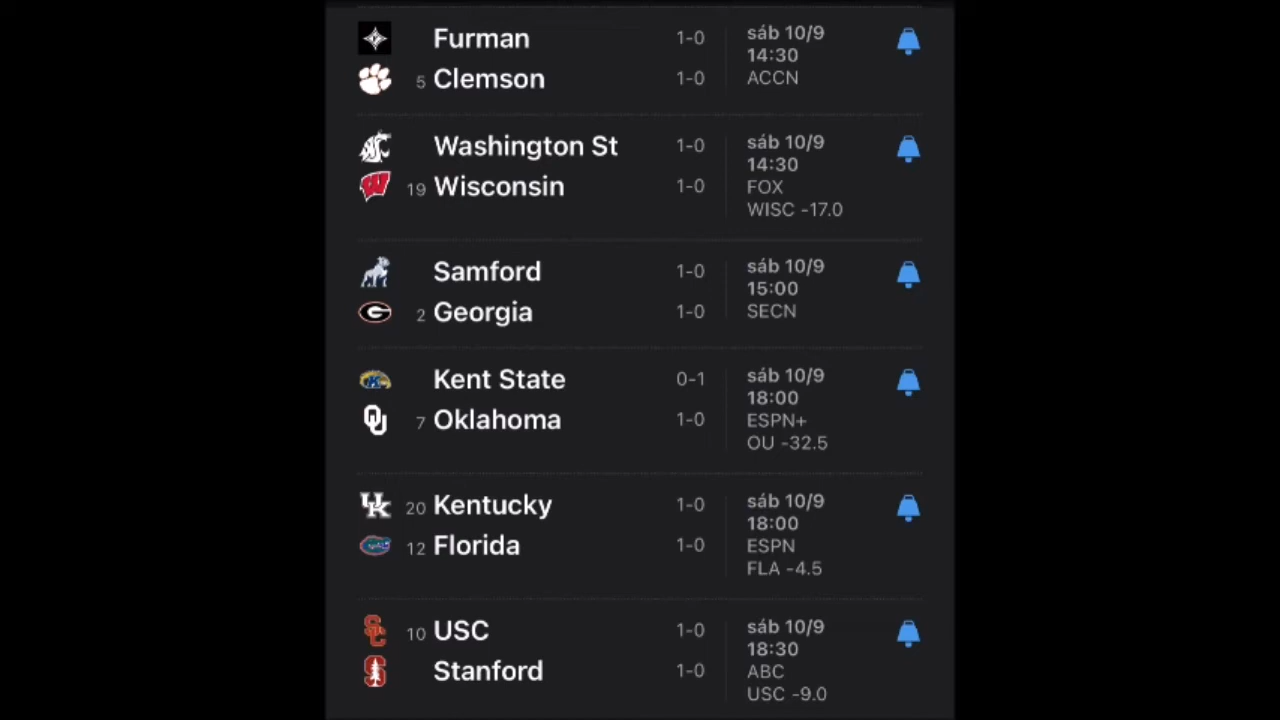 Furman 1-0 sáb 10/9
14:30
5 Clemson 1-0 ACCN
Washington St 1-0 sáb 10/9
14:30
19 Wisconsin 1-0 FOX
WISC -17.0
Samford 1-0 sáb 10/9
15:00
2 Georgia 1-0 SECN
Kent State 0-1 sáb 10/9
18:00
7 Oklahoma 1-0 ESPN+
OU -32.5
20 Kentucky 1-0 sáb 10/9
18:00
12 Florida 1-0 ESPN
FLA -4.5
10 USC 1-0 sáb 10/9
18:30
Stanford 1-0 ABC
USC -9.0